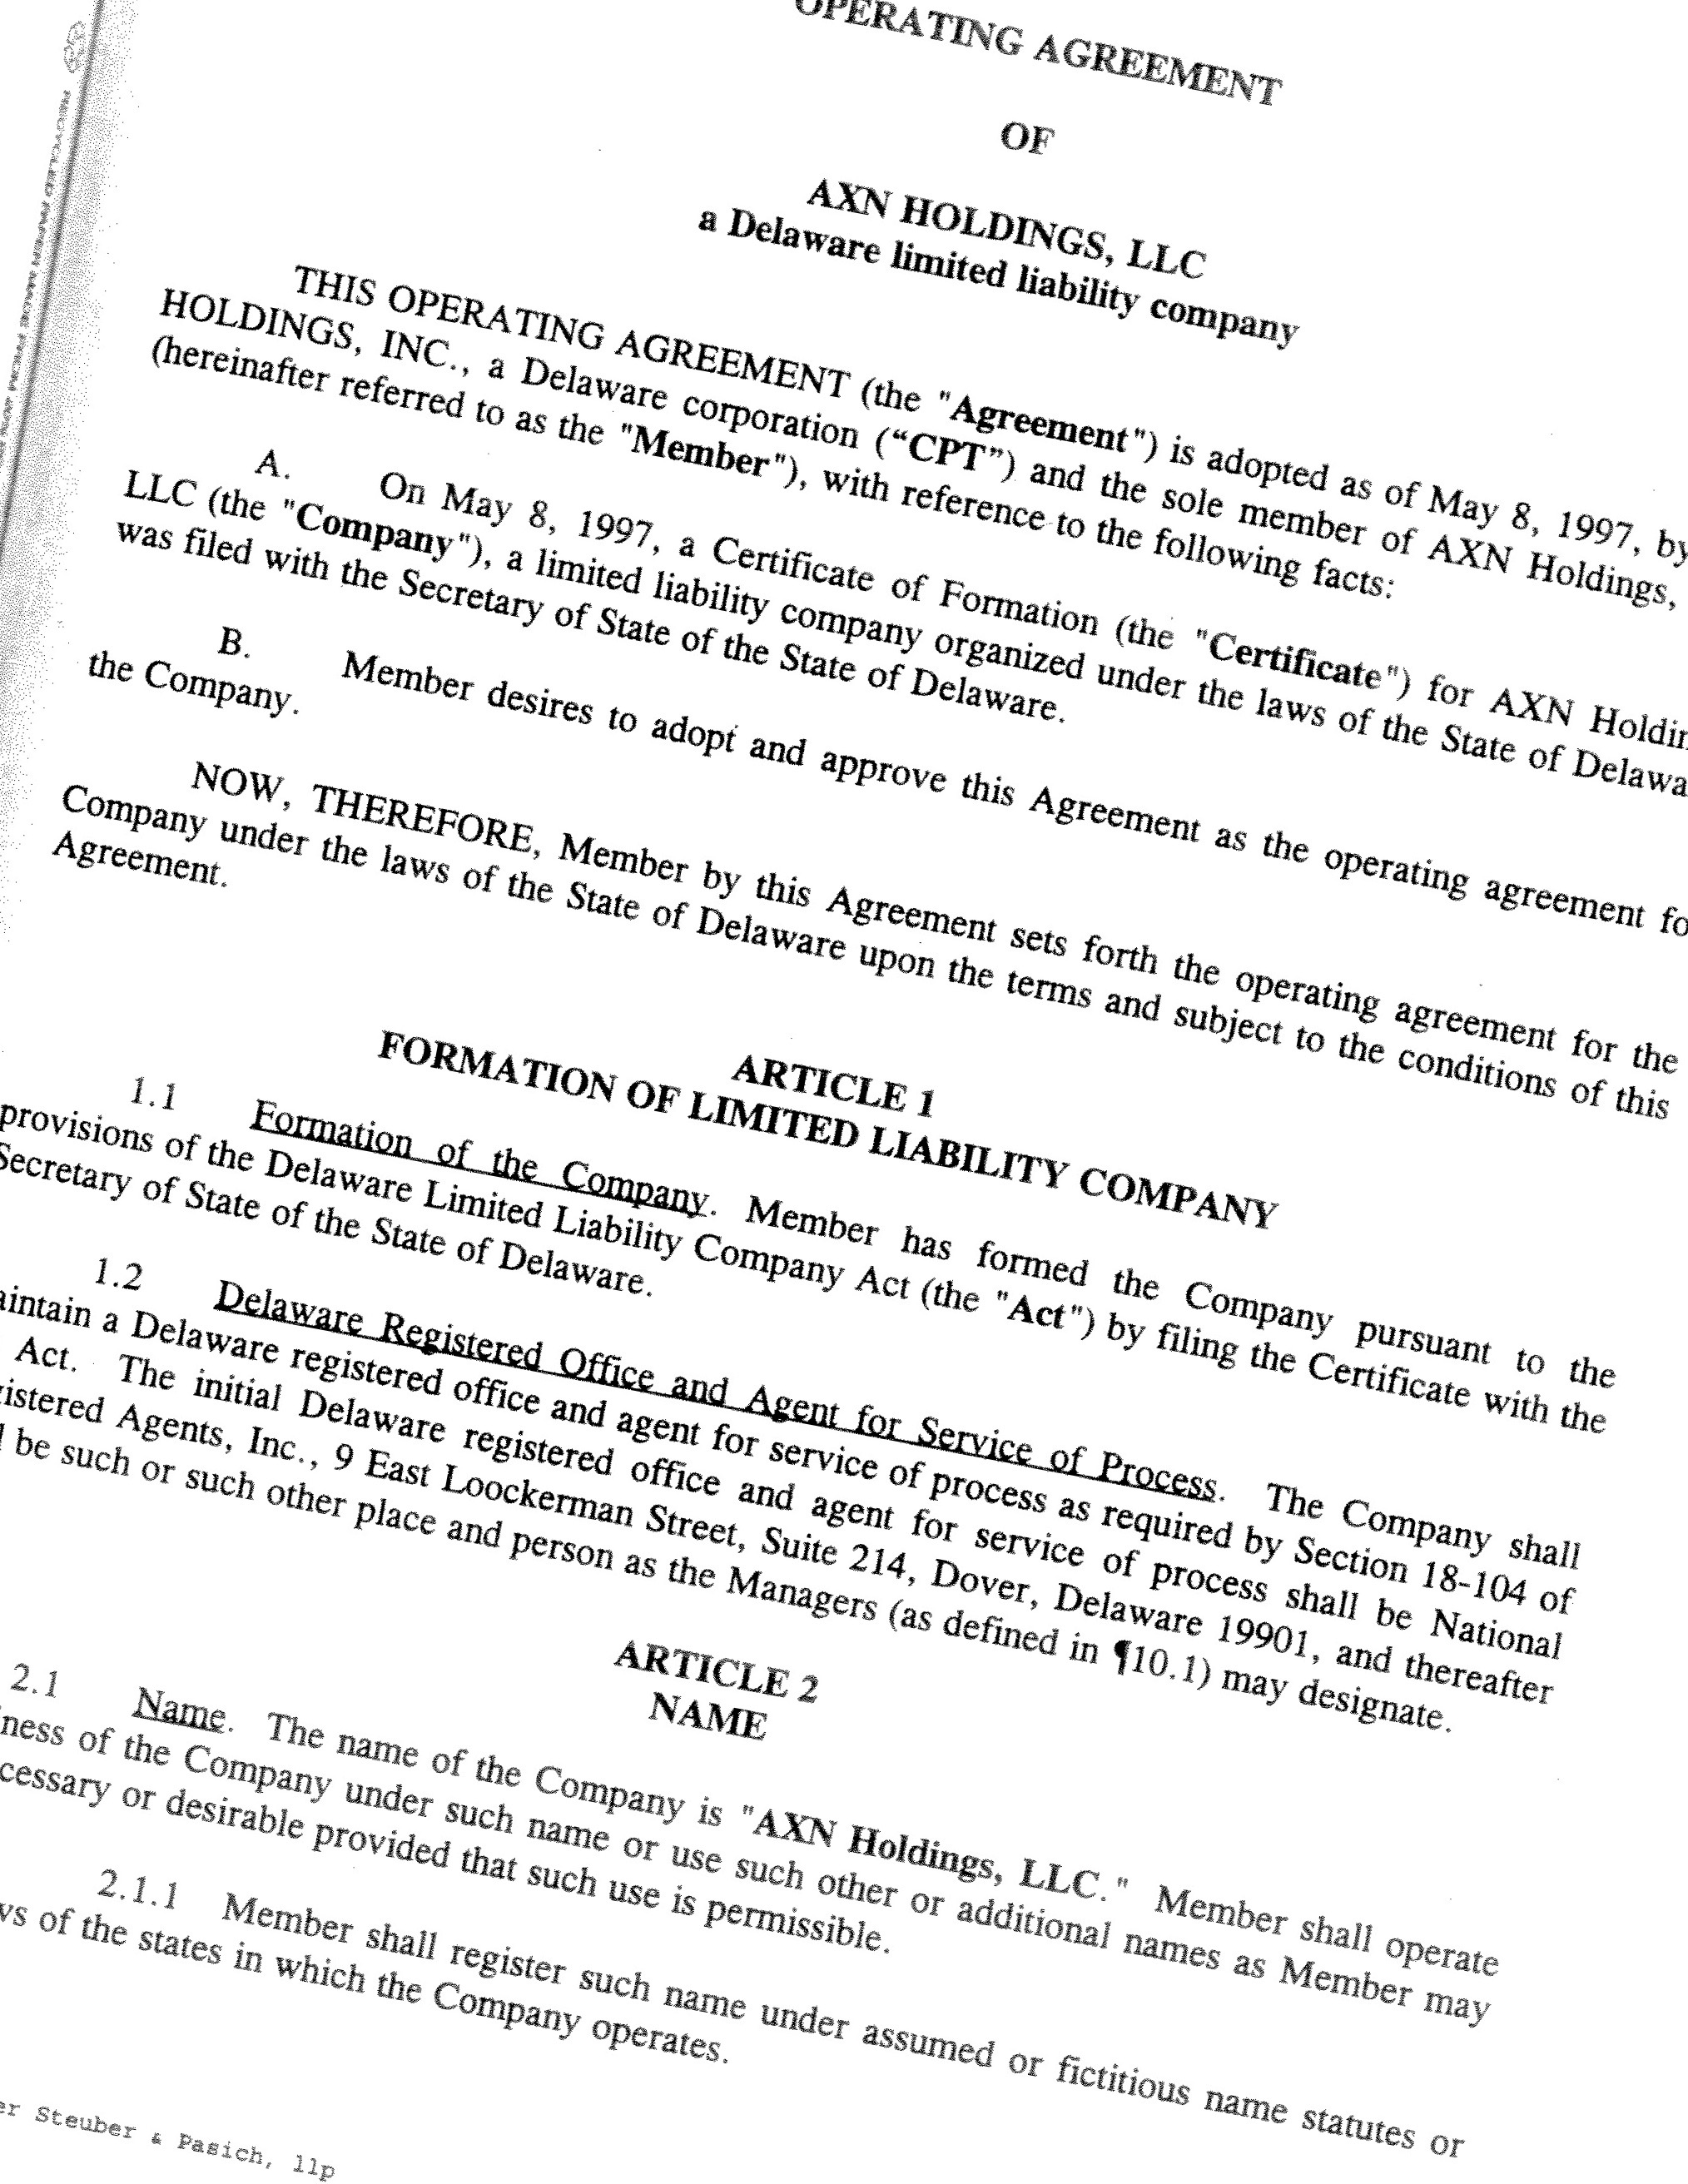 OPERATING AGREEMENT
OF
AXN HOLDINGS, LLC
a Delaware limited liability company
THIS OPERATING AGREEMENT (the "Agreement") is adopted as of May 8, 1997, by
HOLDINGS, INC., a Delaware corporation (“CPT”) and the sole member of AXN Holdings,
(hereinafter referred to as the "Member"), with reference to the following facts:
A. On May 8, 1997, a Certificate of Formation (the "Certificate") for AXN Holdin
LLC (the "Company"), a limited liability company organized under the laws of the State of Delawa
was filed with the Secretary of State of the State of Delaware.
B. Member desires to adopt and approve this Agreement as the operating agreement fo
the Company.
NOW, THEREFORE, Member by this Agreement sets forth the operating agreement for the
Company under the laws of the State of Delaware upon the terms and subject to the conditions of this
Agreement.
ARTICLE 1
FORMATION OF LIMITED LIABILITY COMPANY
1.1 Formation of the Company. Member has formed the Company pursuant to the
provisions of the Delaware Limited Liability Company Act (the "Act") by filing the Certificate with the
Secretary of State of the State of Delaware.
1.2 Delaware Registered Office and Agent for Service of Process. The Company shall
aintain a Delaware registered office and agent for service of process as required by Section 18-104 of
Act. The initial Delaware registered office and agent for service of process shall be National
gistered Agents, Inc., 9 East Loockerman Street, Suite 214, Dover, Delaware 19901, and thereafter
l be such or such other place and person as the Managers (as defined in ¶10.1) may designate.
ARTICLE 2
NAME
2.1 Name. The name of the Company is "AXN Holdings, LLC." Member shall operate
iness of the Company under such name or use such other or additional names as Member may
cessary or desirable provided that such use is permissible.
2.1.1 Member shall register such name under assumed or fictitious name statutes or
ws of the states in which the Company operates.
er Steuber & Pasich, llp
RECYCLED PAPER MADE FROM